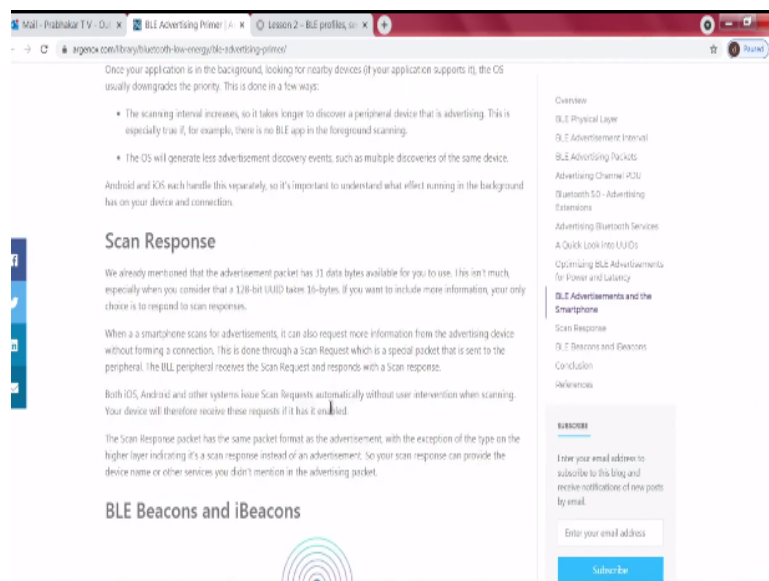 Mail - Prabhakar T V - Out
BLE Advertising Primer | A
Lesson 2 - BLE profiles, se
argenox.com/library/bluetooth-low-energy/ble-advertising-primer/
Paused
Once your application is in the background, looking for nearby devices (if your application supports it), the OS
usually downgrades the priority. This is done in a few ways:
• The scanning interval increases, so it takes longer to discover a peripheral device that is advertising. This is
especially true if, for example, there is no BLE app in the foreground scanning.
• The OS will generate less advertisement discovery events, such as multiple discoveries of the same device.
Android and iOS each handle this separately, so it's important to understand what effect running in the background
has on your device and connection.
Scan Response
We already mentioned that the advertisement packet has 31 data bytes available for you to use. This isn't much,
especially when you consider that a 128-bit UUID takes 16-bytes. If you want to include more information, your only
choice is to respond to scan responses.
When a a smartphone scans for advertisements, it can also request more information from the advertising device
without forming a connection. This is done through a Scan Request which is a special packet that is sent to the
peripheral. The BLE peripheral receives the Scan Request and responds with a Scan response.
Both iOS, Android and other systems issue Scan Requests automatically without user intervention when scanning.
Your device will therefore receive these requests if it has it enabled.
The Scan Response packet has the same packet format as the advertisement, with the exception of the type on the
higher layer indicating it's a scan response instead of an advertisement. So your scan response can provide the
device name or other services you didn't mention in the advertising packet.
BLE Beacons and iBeacons
Overview
BLE Physical Layer
BLE Advertisement Interval
BLE Advertising Packets
Advertising Channel PDU
Bluetooth 5.0 - Advertising
Extensions
Advertising Bluetooth Services
A Quick Look into UUIDs
Optimizing BLE Advertisements
for Power and Latency
BLE Advertisements and the
Smartphone
Scan Response
BLE Beacons and iBeacons
Conclusion
References
SUBSCRIBE
Enter your email address to
subscribe to this blog and
receive notifications of new posts
by email.
Enter your email address
Subscribe